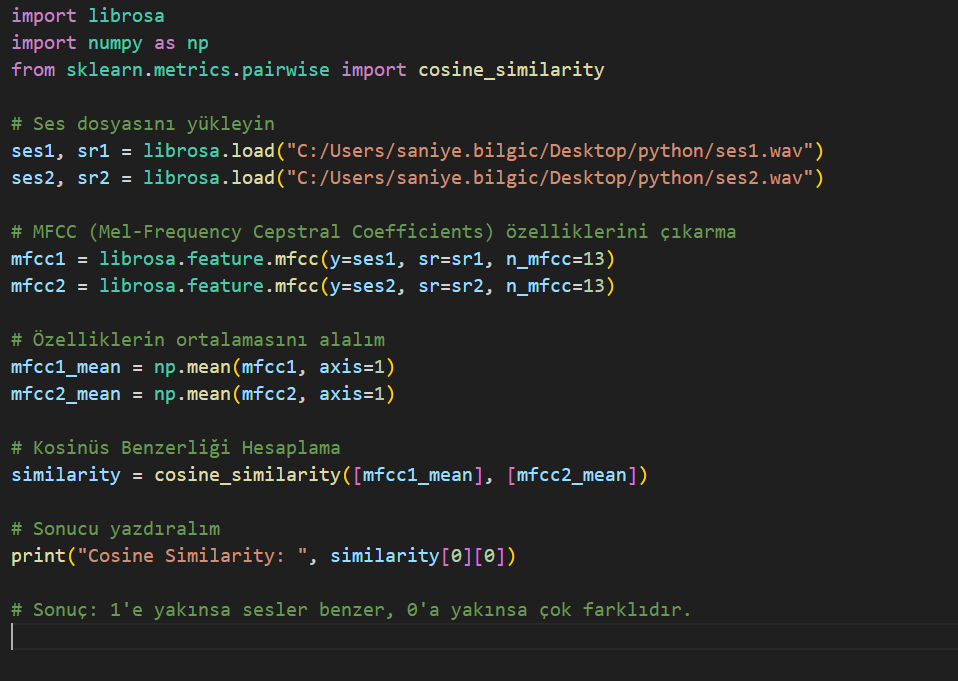 import librosa
import numpy as np
from sklearn.metrics.pairwise import cosine_similarity
# Ses dosyasını yükleyin
ses1, sr1 = librosa.load("C:/Users/saniye.bilgic/Desktop/python/ses1.wav")
ses2, sr2 = librosa.load("C:/Users/saniye.bilgic/Desktop/python/ses2.wav")
# MFCC (Mel-Frequency Cepstral Coefficients) özelliklerini çıkarma
mfcc1 = librosa.feature.mfcc(y=ses1, sr=sr1, n_mfcc=13)
mfcc2 = librosa.feature.mfcc(y=ses2, sr=sr2, n_mfcc=13)
# Özelliklerin ortalamasını alalım
mfcc1_mean = np.mean(mfcc1, axis=1)
mfcc2_mean = np.mean(mfcc2, axis=1)
# Kosinüs Benzerliği Hesaplama
similarity = cosine_similarity([mfcc1_mean], [mfcc2_mean])
# Sonucu yazdıralım
print("Cosine Similarity: ", similarity[0][0])
# Sonuç: 1'e yakınsa sesler benzer, 0'a yakınsa çok farklıdır.